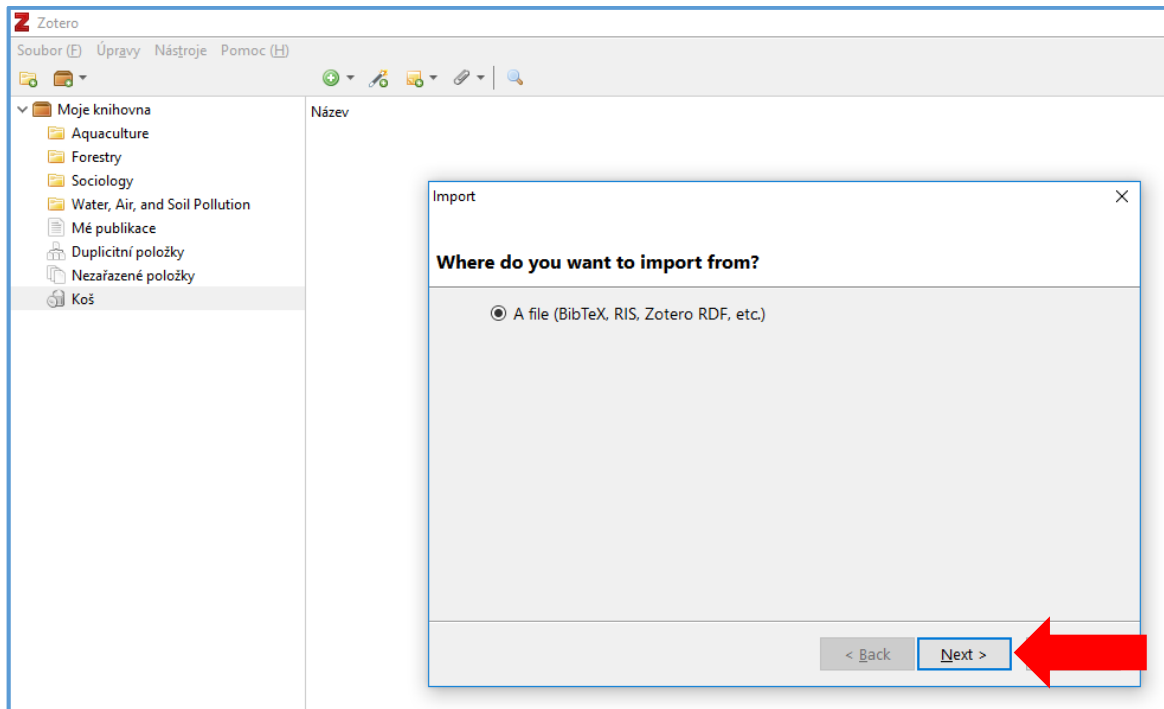 Zotero
Soubor (F) Úpravy Nástroje Pomoc (H)
Moje knihovna
Název
Aquaculture
Forestry
Sociology
Water, Air, and Soil Pollution
Mé publikace
Duplicitní položky
Nezařazené položky
Koš
Import
Where do you want to import from?
A file (BibTeX, RIS, Zotero RDF, etc.)
< Back
Next >